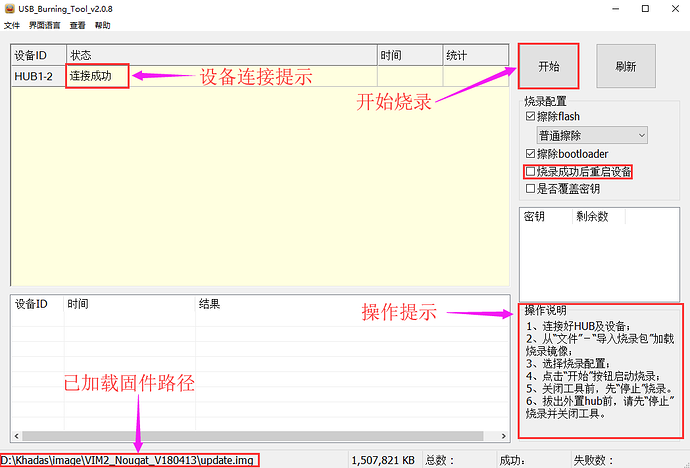 USB_Burning_Tool_v2.0.8
文件 界面语言 查看 帮助
设备ID 状态 时间 统计
HUB1-2 连接成功
设备连接提示
开始烧录
开始 刷新
烧录配置
擦除flash
普通擦除
擦除bootloader
烧录成功后重启设备
是否覆盖密钥
密钥 剩余数
设备ID 时间 结果
操作提示
操作说明
1、连接好HUB及设备;
2、从“文件”-“导入烧录包”加载
烧录镜像;
3、选择烧录配置;
4、点击“开始”按钮启动烧录;
5、关闭工具前,先“停止”烧录。
6、拔出外置hub前,请先“停止”
烧录并关闭工具。
已加载固件路径
D:\Khadas\image\VIM2_Nougat_V180413\update.img 1,507,821 KB 总数: 成功: 失败数: